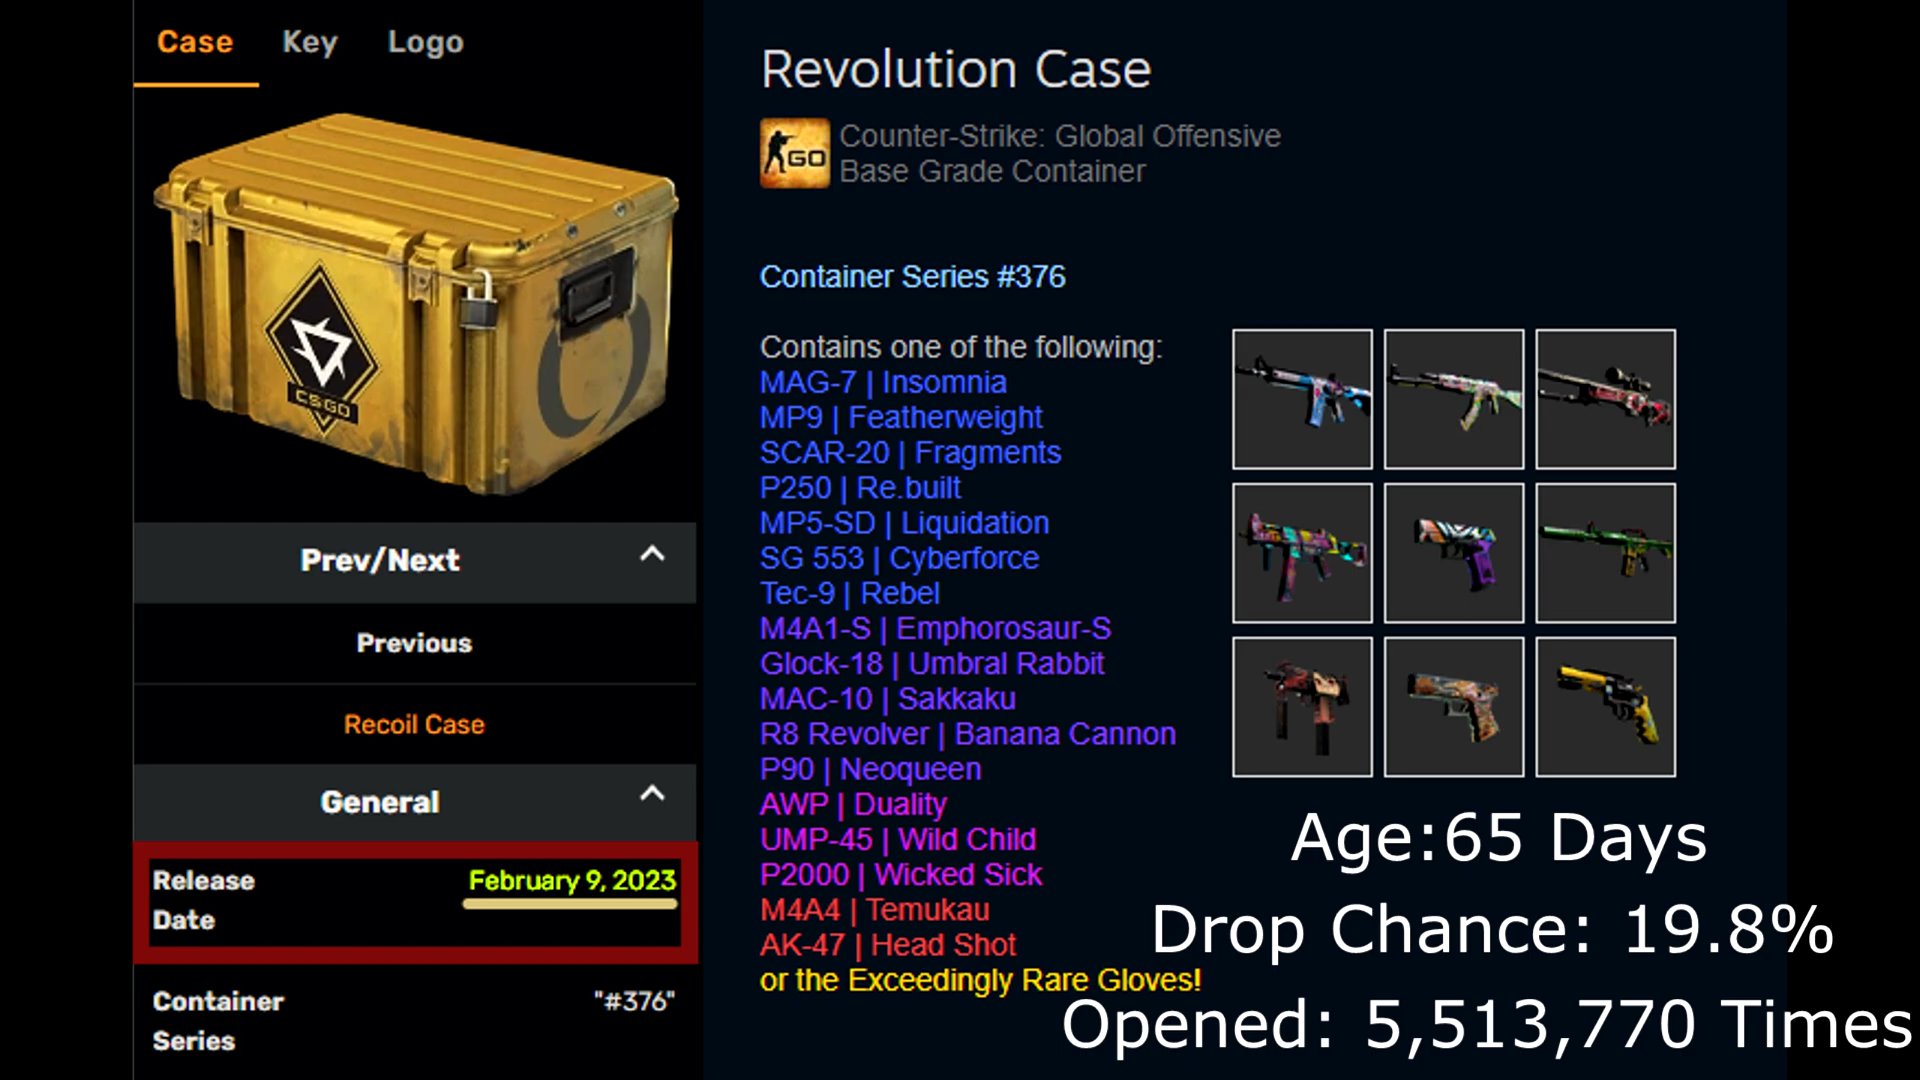 Case Key Logo
CSGO
Prev/Next
Previous
Recoil Case
General
Release
Date
February 9, 2023
Container
Series
"#376"
Revolution Case
GO
Counter-Strike: Global Offensive
Base Grade Container
Container Series #376
Contains one of the following:
MAG-7 | Insomnia
MP9 | Featherweight
SCAR-20 | Fragments
P250 | Re.built
MP5-SD | Liquidation
SG 553 | Cyberforce
Tec-9 | Rebel
M4A1-S | Emphorosaur-S
Glock-18 | Umbral Rabbit
MAC-10 | Sakkaku
R8 Revolver | Banana Cannon
P90 | Neoqueen
AWP | Duality
UMP-45 | Wild Child
P2000 | Wicked Sick
M4A4 | Temukau
AK-47 | Head Shot
or the Exceedingly Rare Gloves!
Age:65 Days
Drop Chance: 19.8%
Opened: 5,513,770 Times